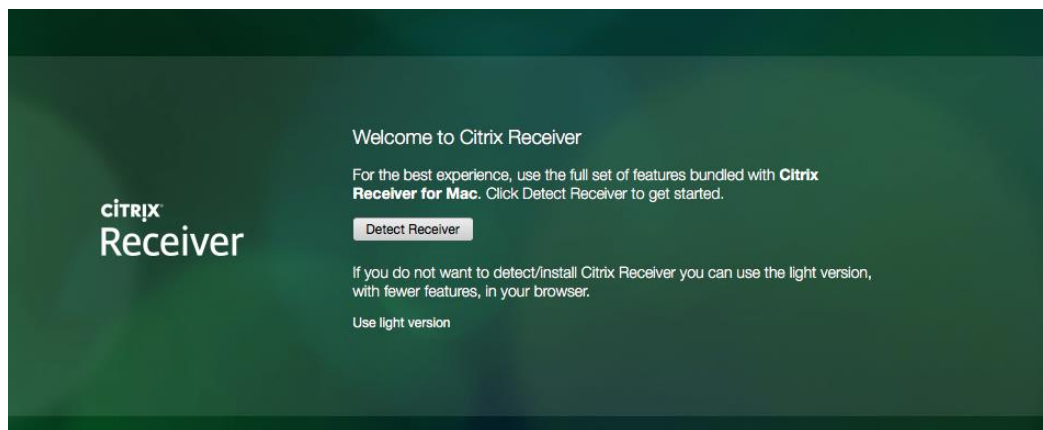 Welcome to Citrix Receiver
For the best experience, use the full set of features bundled with Citrix
Receiver for Mac. Click Detect Receiver to get started.
CITRIX
Receiver
Detect Receiver
If you do not want to detect/install Citrix Receiver you can use the light version,
with fewer features, in your browser.
Use light version